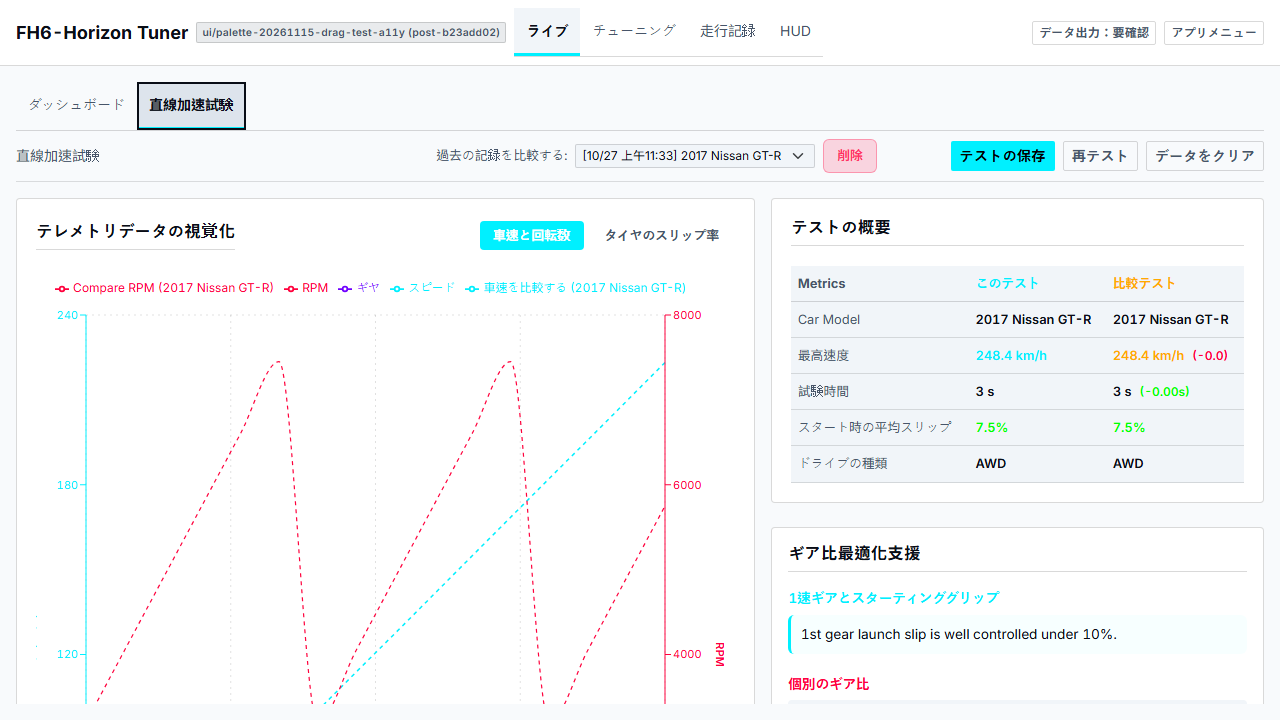 FH6-Horizon Tuner
ui/palette-20261115-drag-test-a11y (post-b23add02)
ライブ
チューニング
走行記録
HUD
データ出力：要確認
アプリメニュー
ダッシュボード
直線加速試験
直線加速試験
過去の記録を比較する:
[10/27 上午11:33] 2017 Nissan GT-R
削除
テストの保存
再テスト
データをクリア
テレメトリデータの視覚化
車速と回転数
タイヤのスリップ率
Compare RPM (2017 Nissan GT-R)
RPM
ギヤ
スピード
車速を比較する (2017 Nissan GT-R)
240
180
120
8000
6000
4000
RPM
テストの概要
Metrics このテスト 比較テスト
Car Model 2017 Nissan GT-R 2017 Nissan GT-R
最高速度 248.4 km/h 248.4 km/h (-0.0)
試験時間 3 s 3 s (-0.00s)
スタート時の平均スリップ 7.5% 7.5%
ドライブの種類 AWD AWD
ギア比最適化支援
1速ギアとスターティンググリップ
1st gear launch slip is well controlled under 10%.
個別のギア比